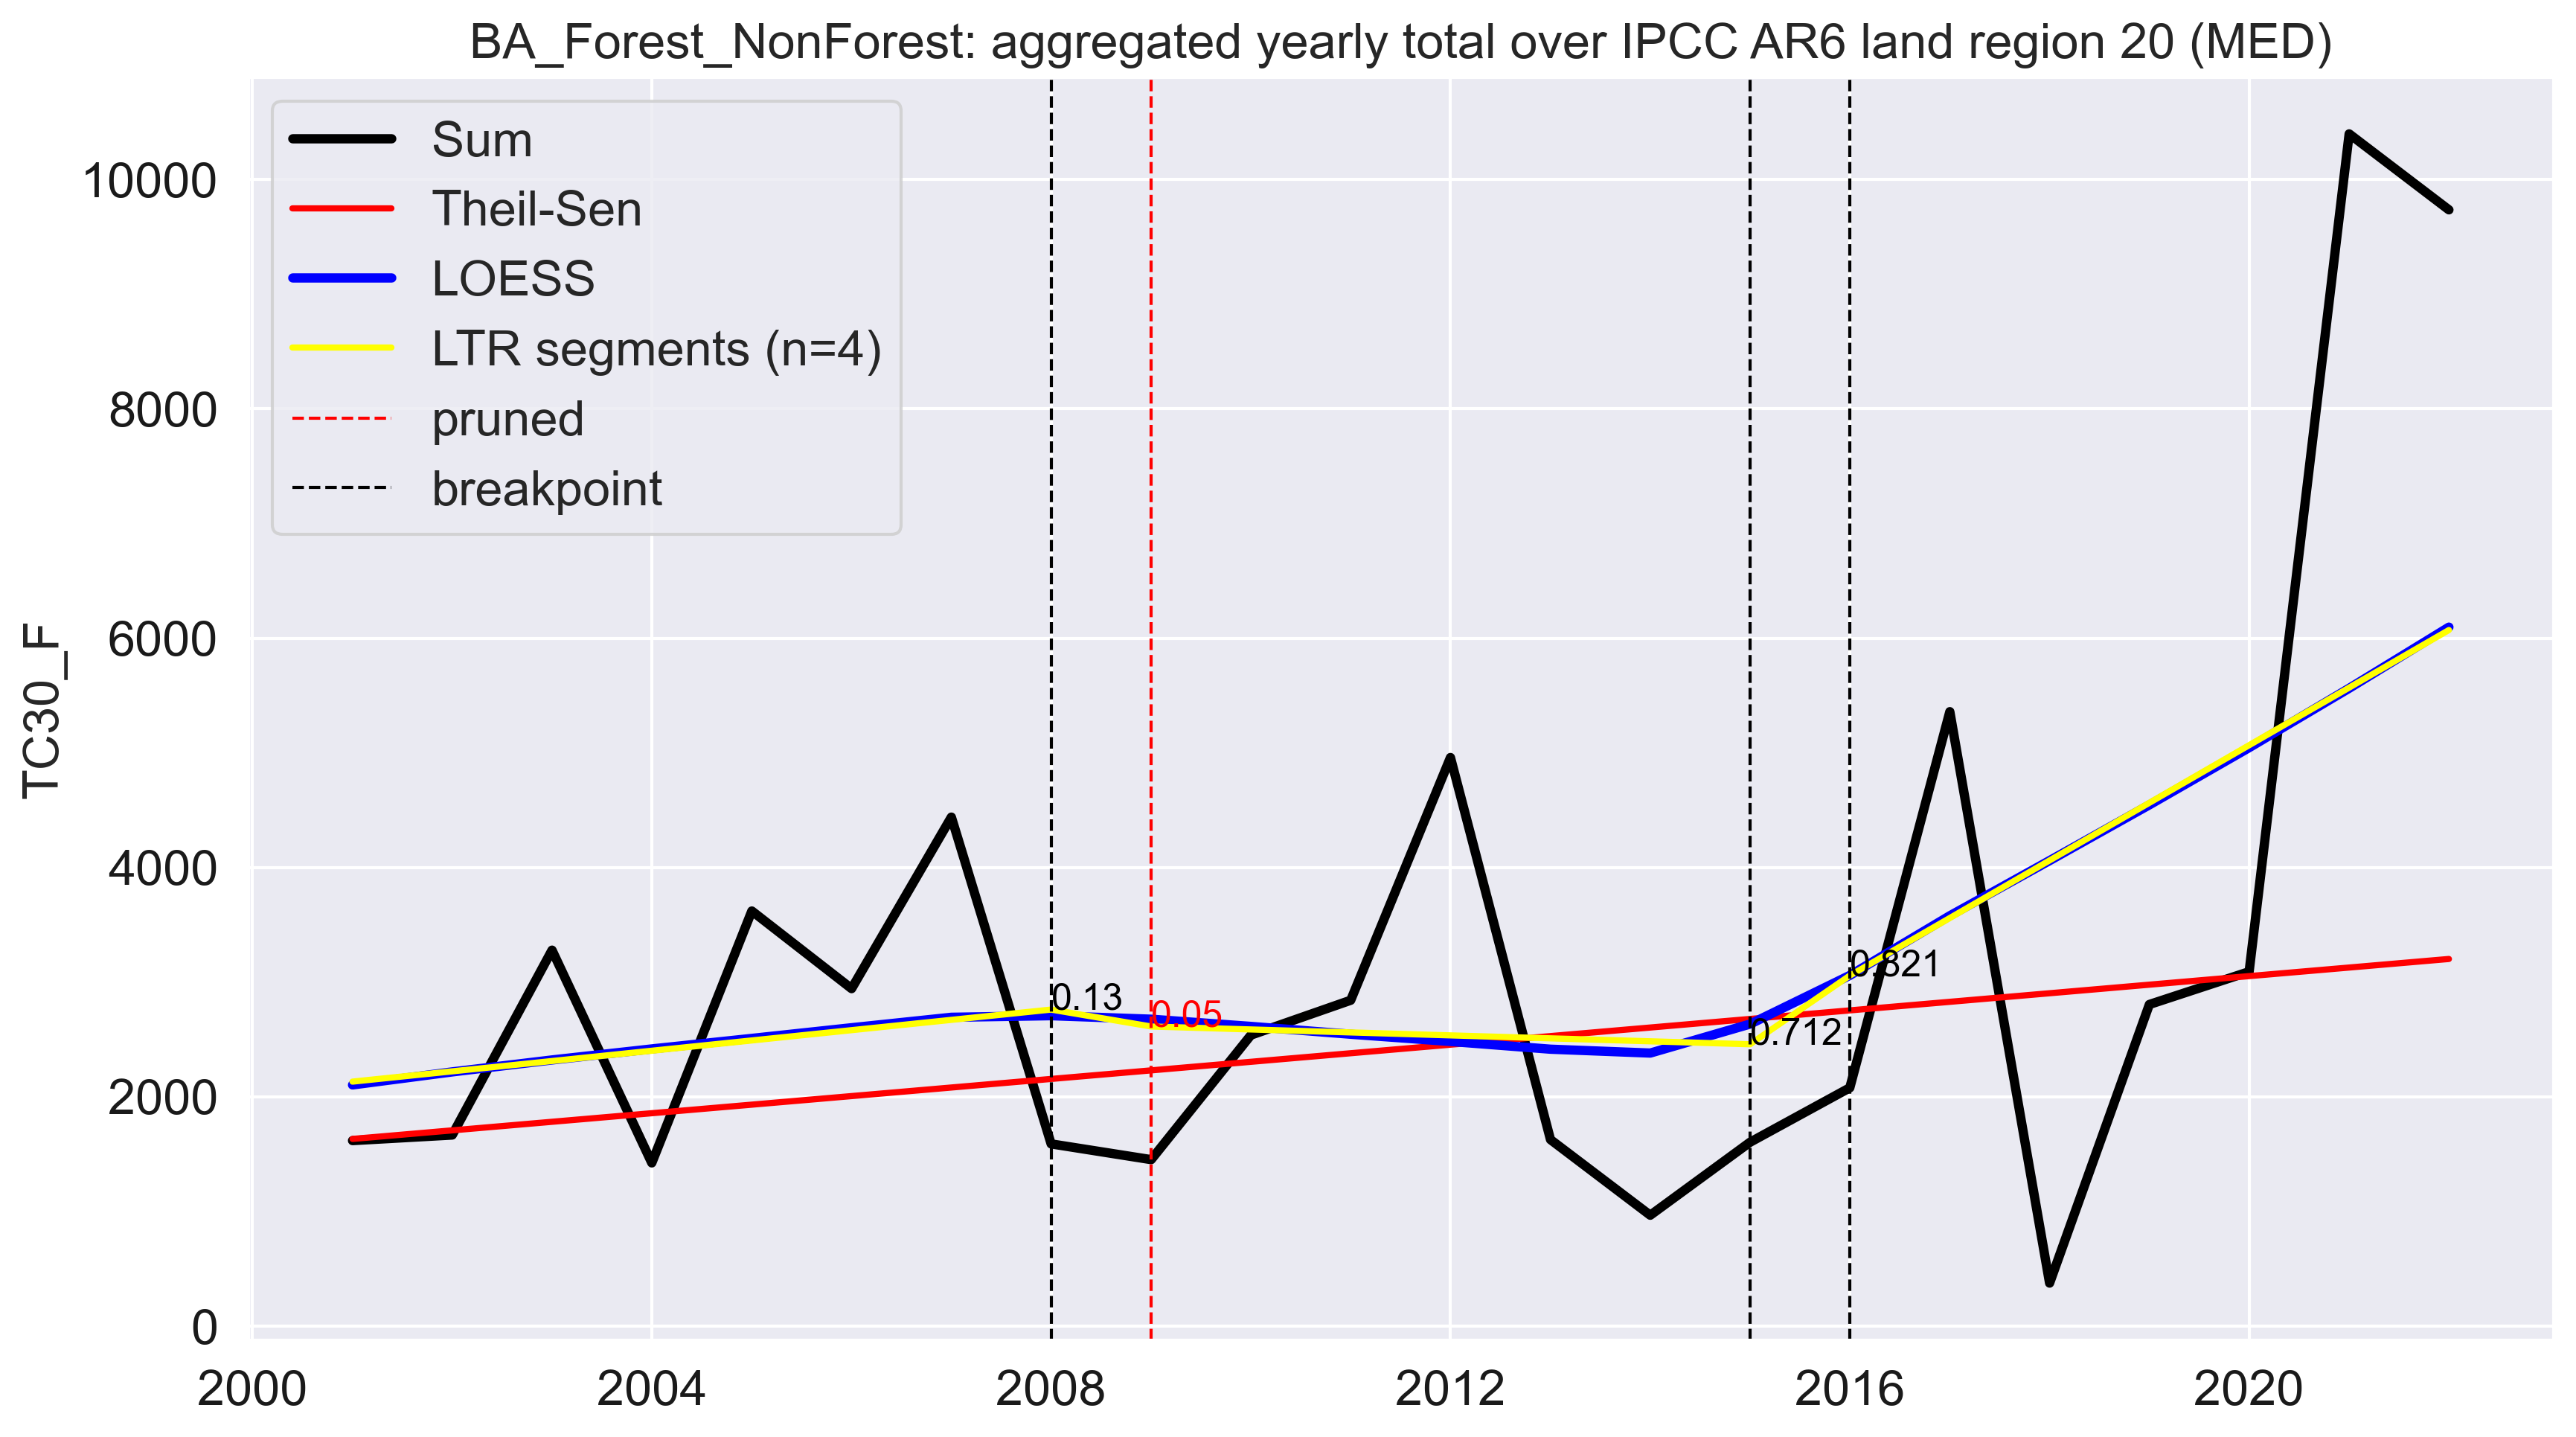 BA_Forest_NonForest: aggregated yearly total over IPCC AR6 land region 20 (MED)
Sum
Theil-Sen
LOESS
LTR segments (n=4)
pruned
breakpoint
10000
8000
6000
4000
2000
0
TC30_F
0.13
0.05
0.712
0.821
2000
2004
2008
2012
2016
2020